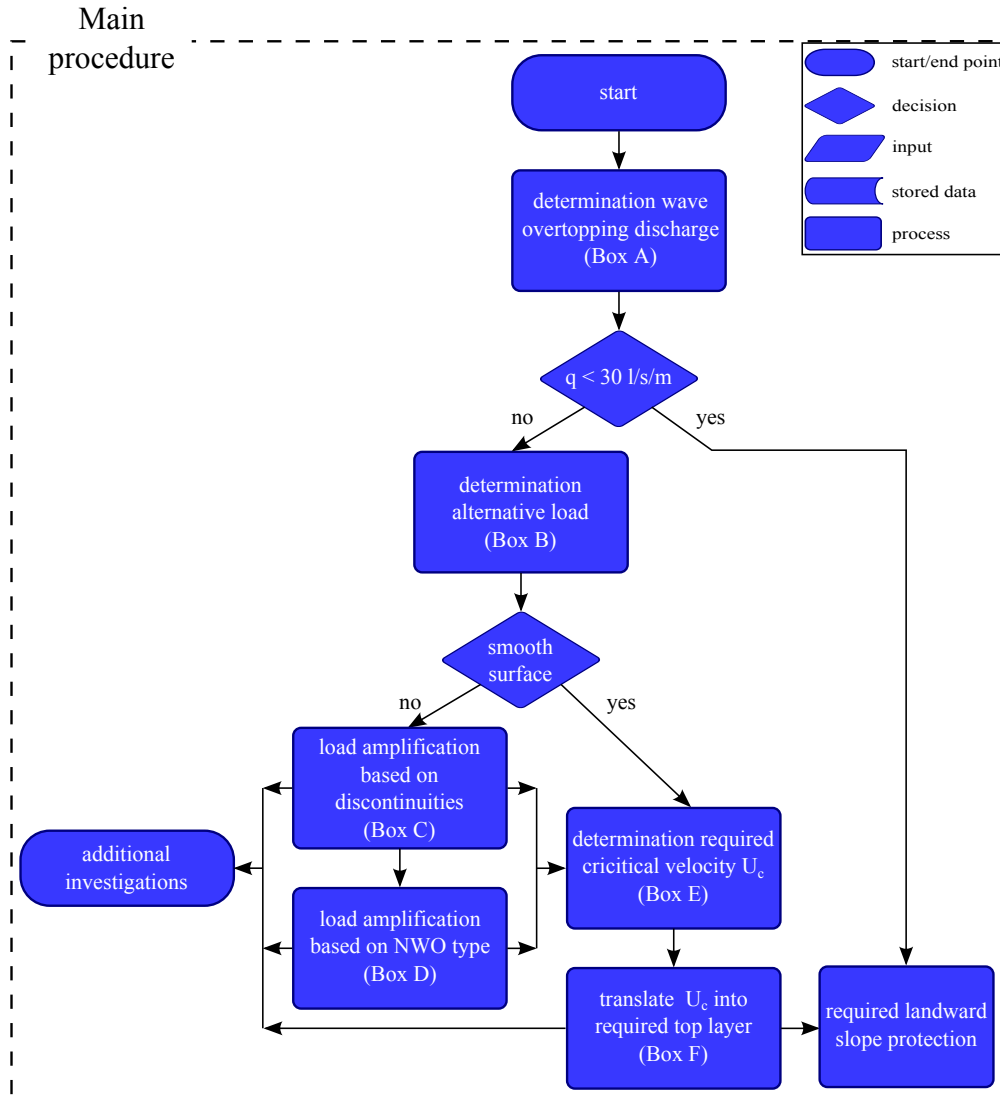 Main
procedure
start/end point
decision
input
stored data
process
start
determination wave
overtopping discharge
(Box A)
q < 30 l/s/m
no
yes
determination
alternative load
(Box B)
smooth
surface
no
yes
load amplification
based on
discontinuities
(Box C)
determination required
cricitical velocity U_c
(Box E)
additional
investigations
load amplification
based on NWO type
(Box D)
translate U_c into
required top layer
(Box F)
required landward
slope protection